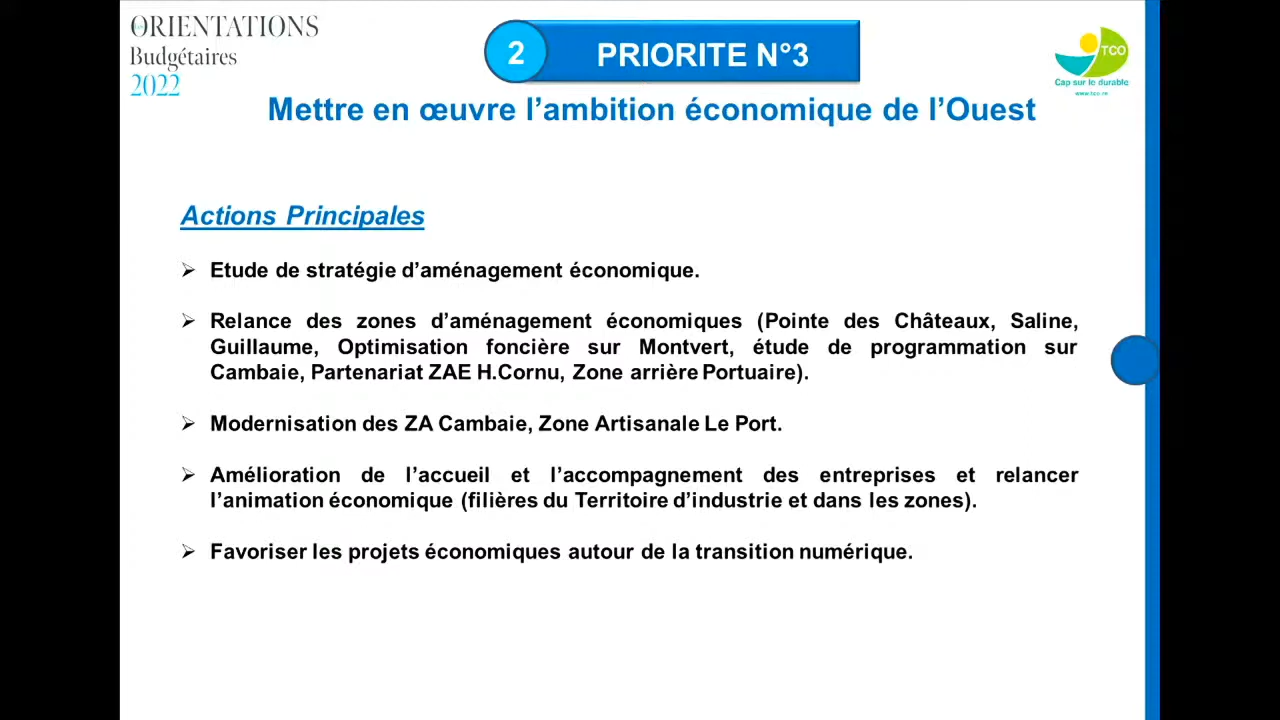 ORIENTATIONS
Budgétaires
2022
2
PRIORITE N°3
TCO
Cap sur le durable
www.tco.re
Mettre en œuvre l’ambition économique de l’Ouest
Actions Principales
➢ Etude de stratégie d’aménagement économique.
➢ Relance des zones d’aménagement économiques (Pointe des Châteaux, Saline,
Guillaume, Optimisation foncière sur Montvert, étude de programmation sur
Cambaie, Partenariat ZAE H.Cornu, Zone arrière Portuaire).
➢ Modernisation des ZA Cambaie, Zone Artisanale Le Port.
➢ Amélioration de l’accueil et l’accompagnement des entreprises et relancer
l’animation économique (filières du Territoire d’industrie et dans les zones).
➢ Favoriser les projets économiques autour de la transition numérique.